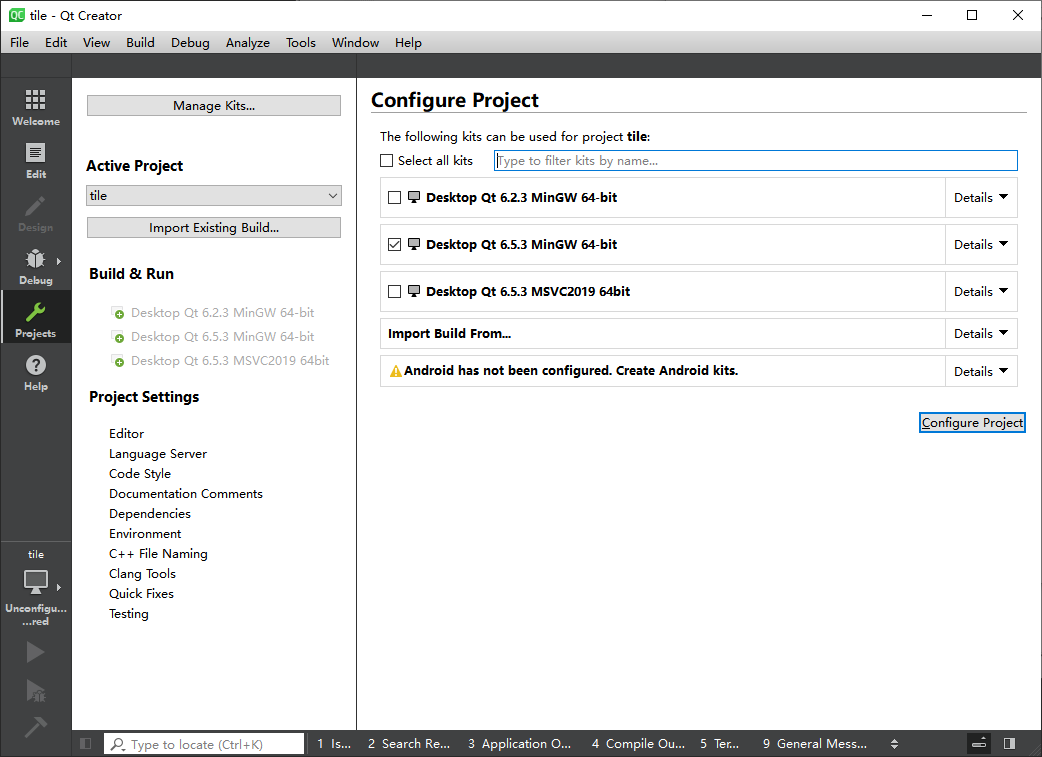 QC tile - Qt Creator
File Edit View Build Debug Analyze Tools Window Help
Welcome
Edit
Design
Debug
Projects
Help
tile
Unconfigu...
...red
Manage Kits...
Active Project
tile
Import Existing Build...
Build & Run
Desktop Qt 6.2.3 MinGW 64-bit
Desktop Qt 6.5.3 MinGW 64-bit
Desktop Qt 6.5.3 MSVC2019 64bit
Project Settings
Editor
Language Server
Code Style
Documentation Comments
Dependencies
Environment
C++ File Naming
Clang Tools
Quick Fixes
Testing
Configure Project
The following kits can be used for project tile:
Select all kits Type to filter kits by name...
Desktop Qt 6.2.3 MinGW 64-bit Details
Desktop Qt 6.5.3 MinGW 64-bit Details
Desktop Qt 6.5.3 MSVC2019 64bit Details
Import Build From... Details
Android has not been configured. Create Android kits. Details
Configure Project
Type to locate (Ctrl+K) 1 Is... 2 Search Re... 3 Application O... 4 Compile Ou... 5 Ter... 9 General Mess...